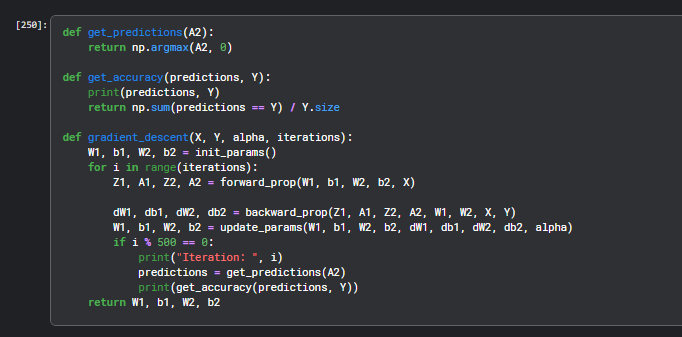 [250]:
def get_predictions(A2):
    return np.argmax(A2, 0)

def get_accuracy(predictions, Y):
    print(predictions, Y)
    return np.sum(predictions == Y) / Y.size

def gradient_descent(X, Y, alpha, iterations):
    W1, b1, W2, b2 = init_params()
    for i in range(iterations):
        Z1, A1, Z2, A2 = forward_prop(W1, b1, W2, b2, X)

        dW1, db1, dW2, db2 = backward_prop(Z1, A1, Z2, A2, W1, W2, X, Y)
        W1, b1, W2, b2 = update_params(W1, b1, W2, b2, dW1, db1, dW2, db2, alpha)
        if i % 500 == 0:
            print("Iteration: ", i)
            predictions = get_predictions(A2)
            print(get_accuracy(predictions, Y))
    return W1, b1, W2, b2